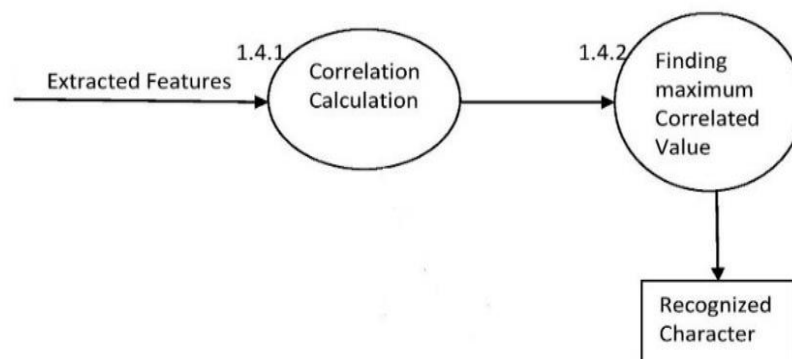 1.4.1
Extracted Features
Correlation
Calculation
1.4.2
Finding
maximum
Correlated
Value
Recognized
Character